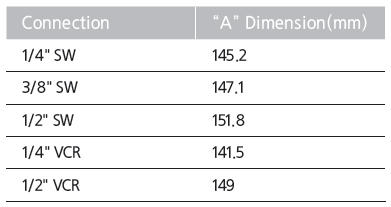 Connection “A” Dimension(mm)
1/4" SW 145.2
3/8" SW 147.1
1/2" SW 151.8
1/4" VCR 141.5
1/2" VCR 149